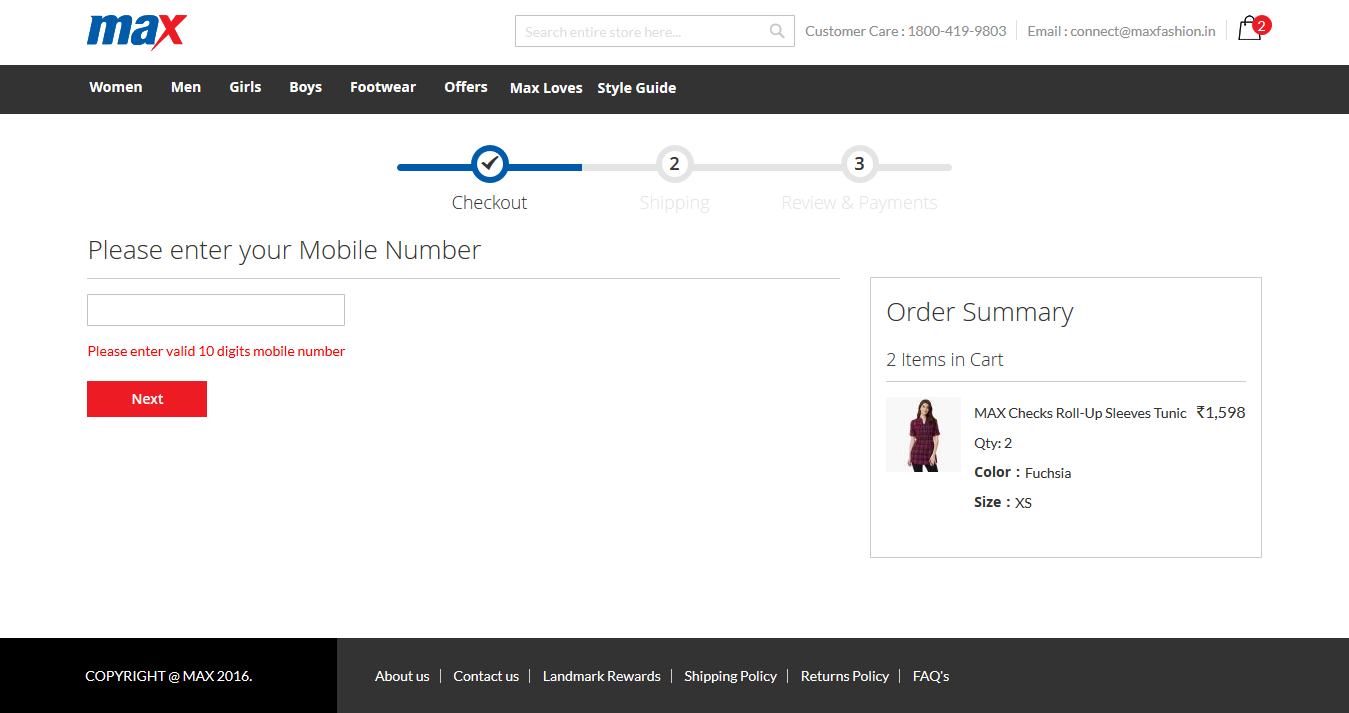 max
Search entire store here...
Customer Care : 1800-419-9803
Email : connect@maxfashion.in
2
Women Men Girls Boys Footwear Offers Max Loves Style Guide
2 3
Checkout Shipping Review & Payments
Please enter your Mobile Number
Please enter valid 10 digits mobile number
Next
Order Summary
2 Items in Cart
MAX Checks Roll-Up Sleeves Tunic ₹1,598
Qty: 2
Color : Fuchsia
Size : XS
COPYRIGHT @ MAX 2016.
About us | Contact us | Landmark Rewards | Shipping Policy | Returns Policy | FAQ's